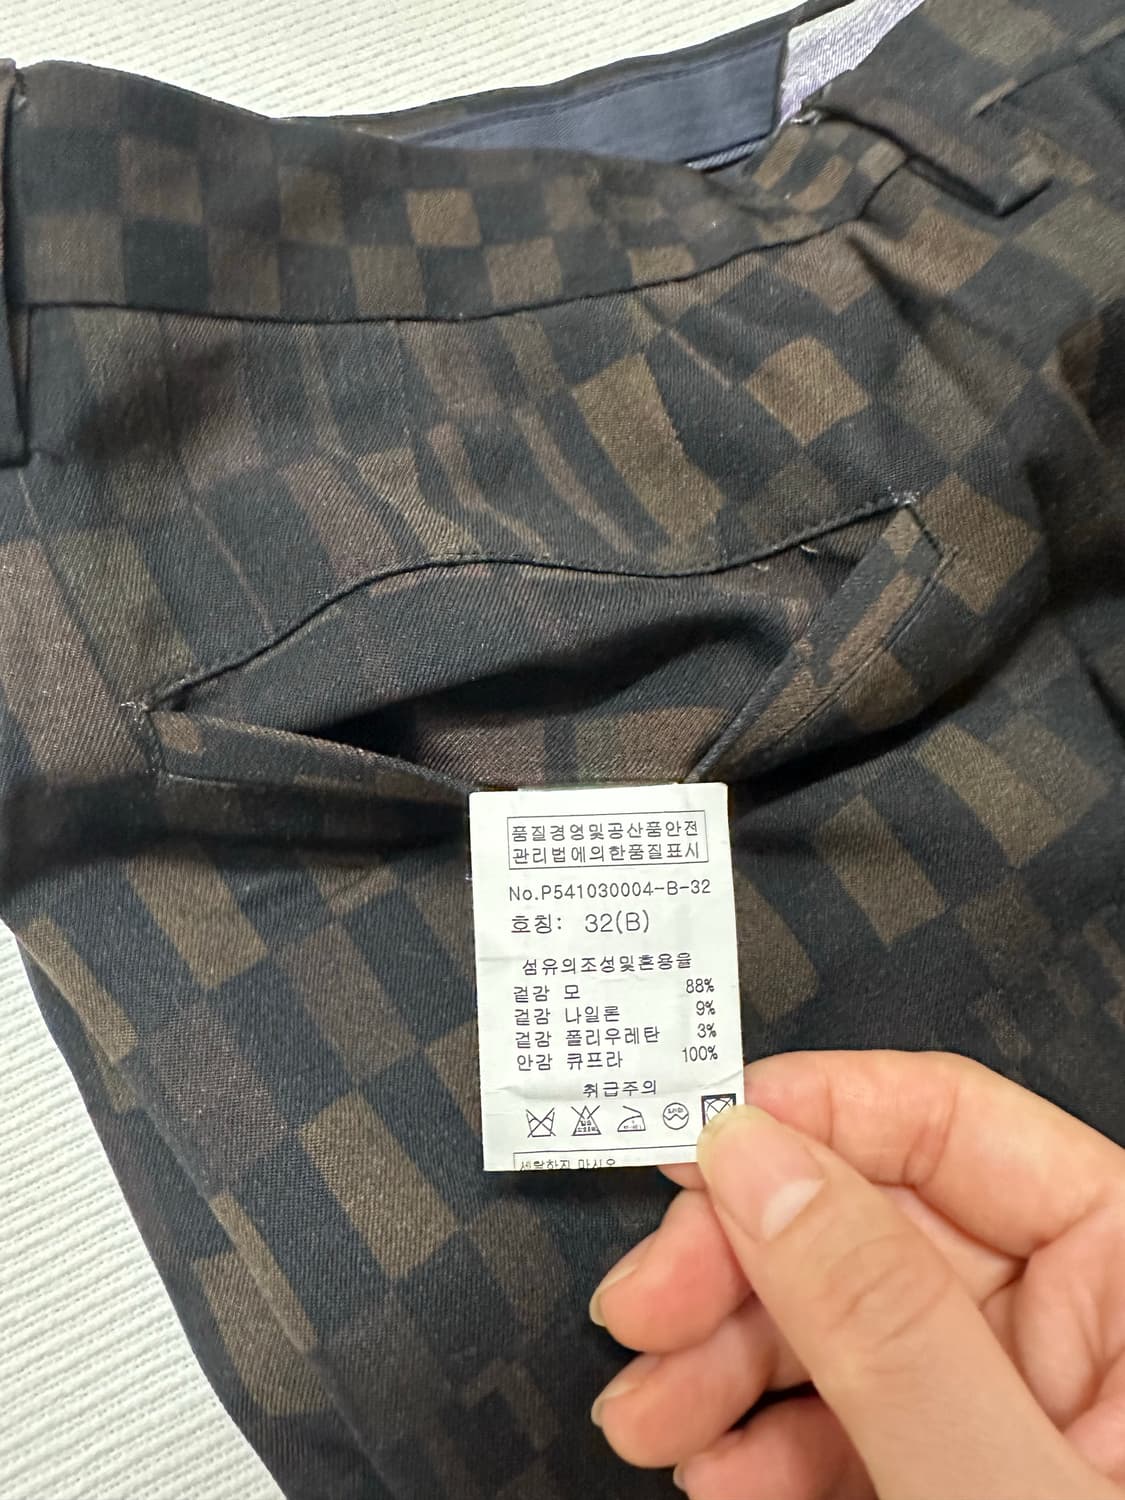 품질경영및공산품안전
관리법에의한품질표시
No.P541030004-B-32
호칭: 32(B)
섬유의조성및혼용율
겉감 모 88%
겉감 나일론 9%
겉감 폴리우레탄 3%
안감 큐프라 100%
취급주의